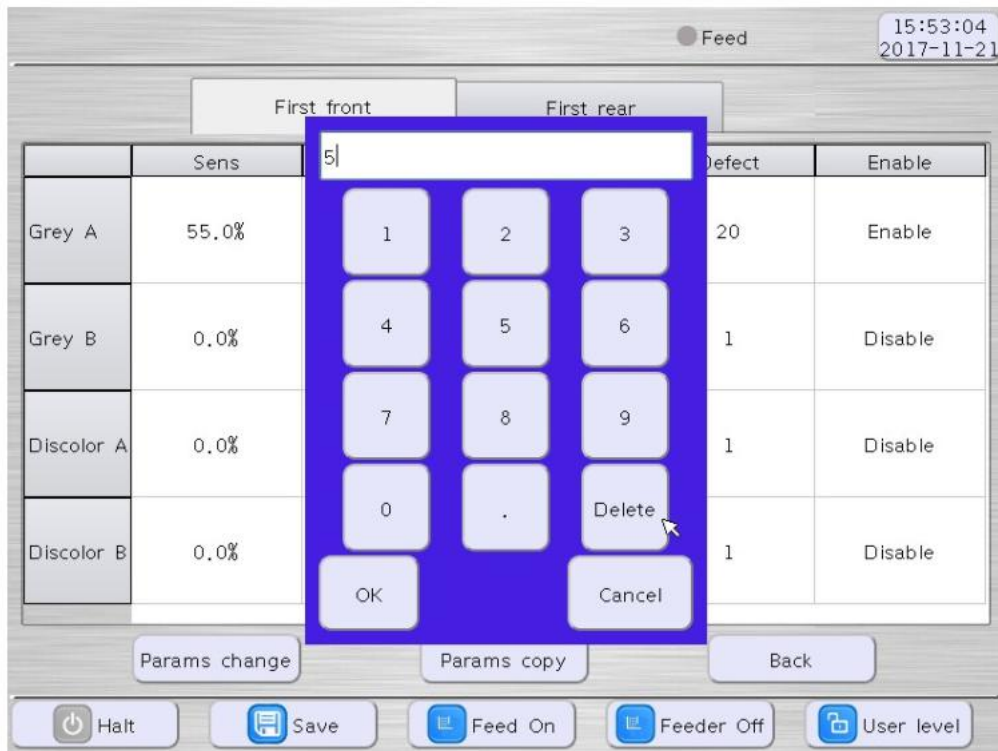 Feed
15:53:04
2017-11-21
First front
First rear
Sens
Defect
Enable
5
Grey A
55.0%
20
Enable
1
2
3
Grey B
0.0%
1
Disable
4
5
6
Discolor A
0.0%
1
Disable
7
8
9
Discolor B
0.0%
1
Disable
0
.
Delete
OK
Cancel
Params change
Params copy
Back
Halt
Save
Feed On
Feeder Off
User level